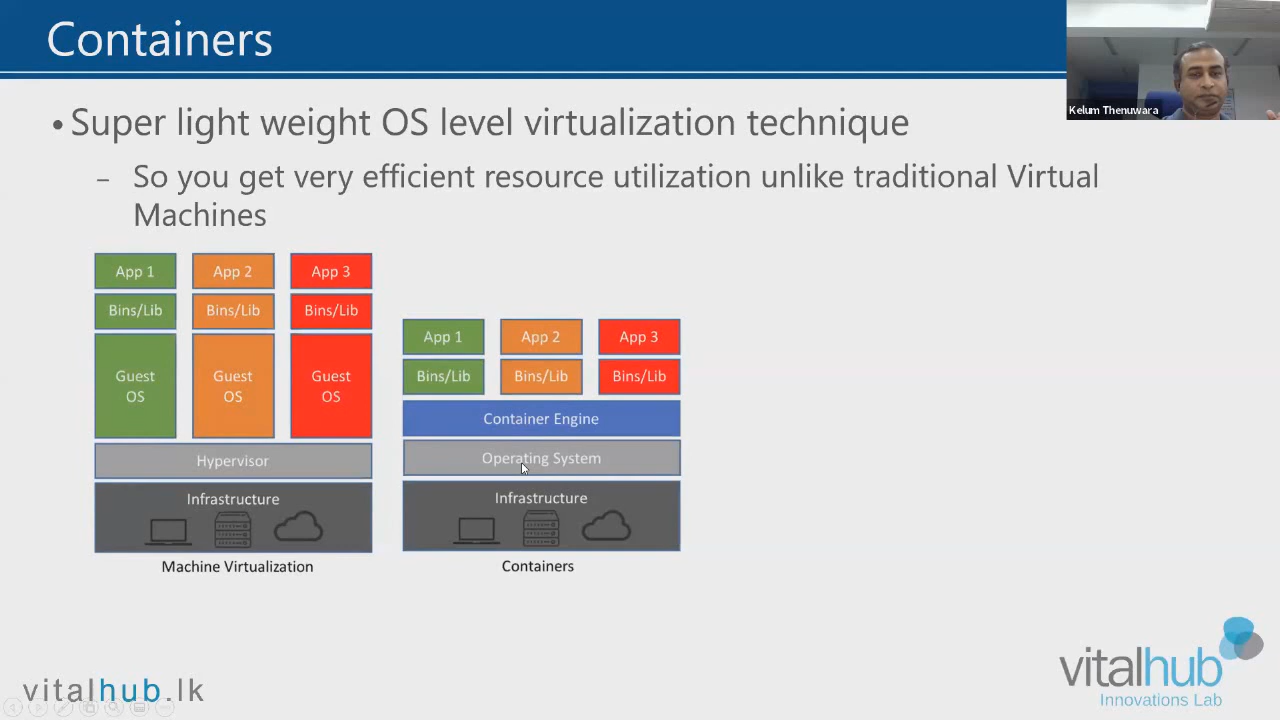 Containers
Kelum Thenuwara
• Super light weight OS level virtualization technique
– So you get very efficient resource utilization unlike traditional Virtual
Machines
App 1 App 2 App 3
Bins/Lib Bins/Lib Bins/Lib
Guest OS Guest OS Guest OS
Hypervisor
Infrastructure
Machine Virtualization
App 1 App 2 App 3
Bins/Lib Bins/Lib Bins/Lib
Container Engine
Operating System
Infrastructure
Containers
vitalhub.lk
vitalhub
Innovations Lab